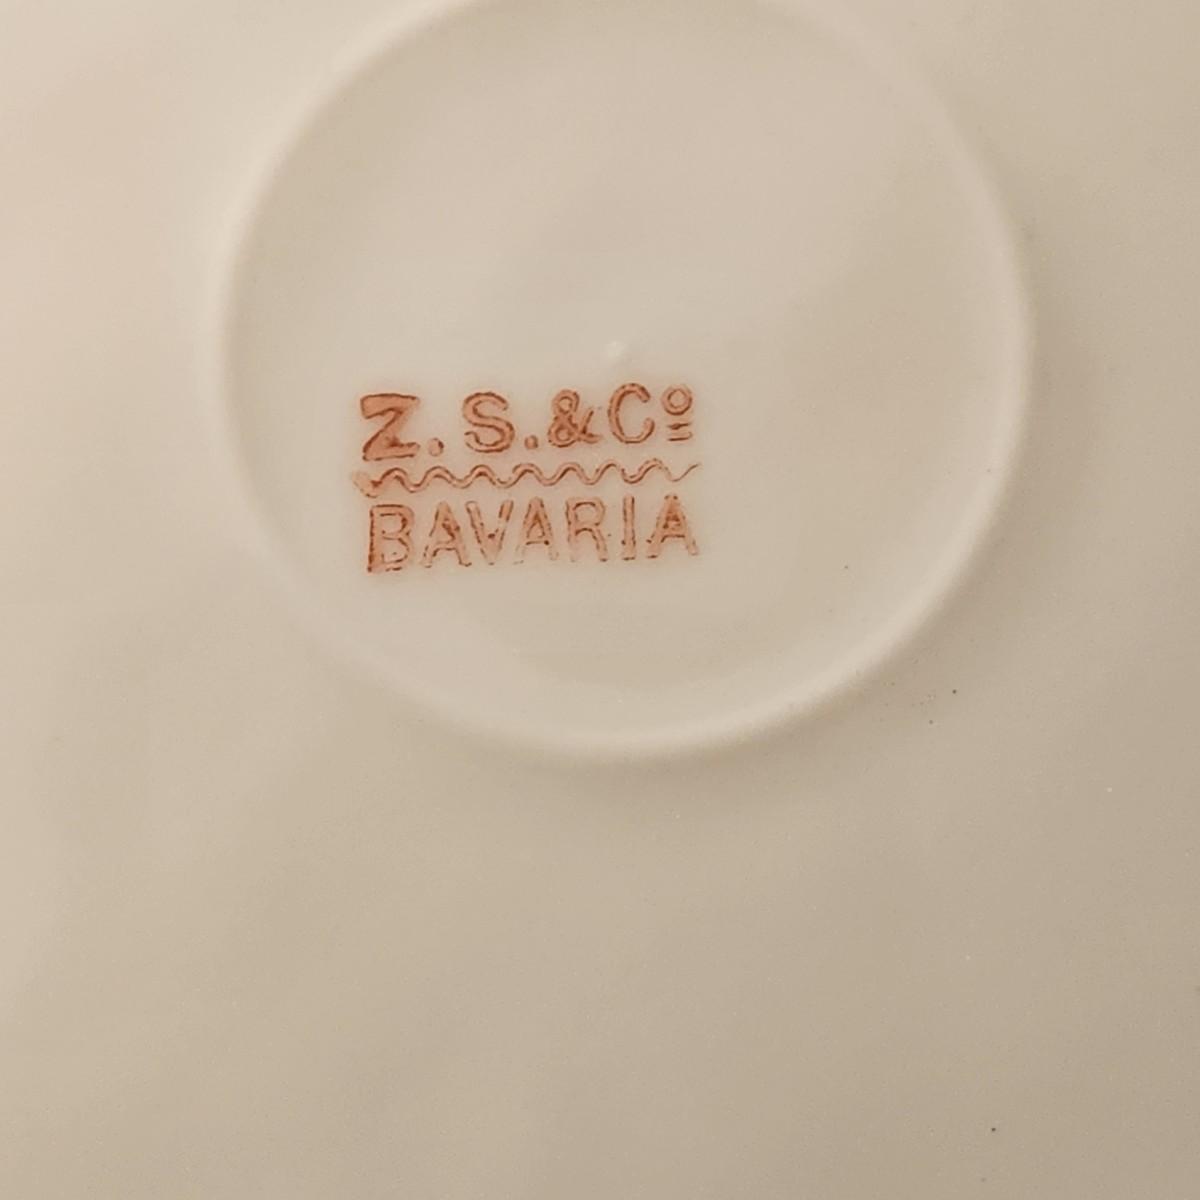 Z. S. & Cº
BAVARIA